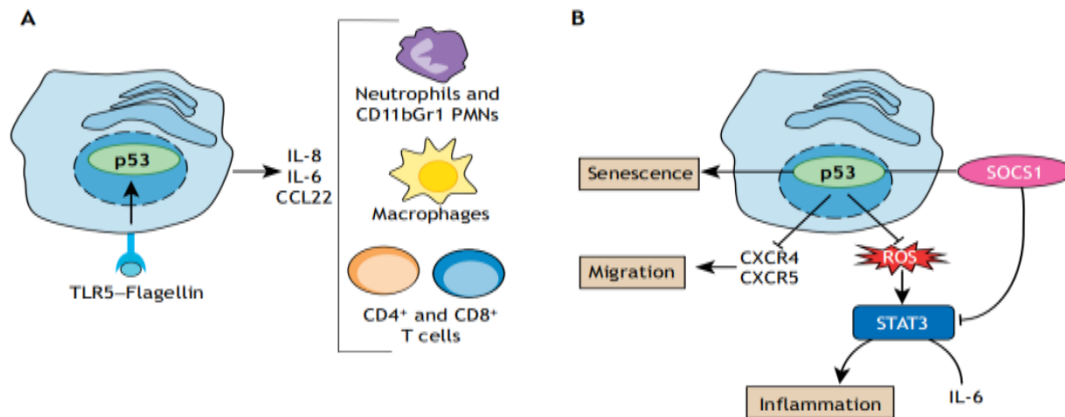 A
p53
TLR5–Flagellin
IL-8
IL-6
CCL22
Neutrophils and
CD11bGr1 PMNs
Macrophages
CD4⁺ and CD8⁺
T cells
B
Senescence
p53
SOCS1
Migration
CXCR4
CXCR5
ROS
STAT3
Inflammation
IL-6